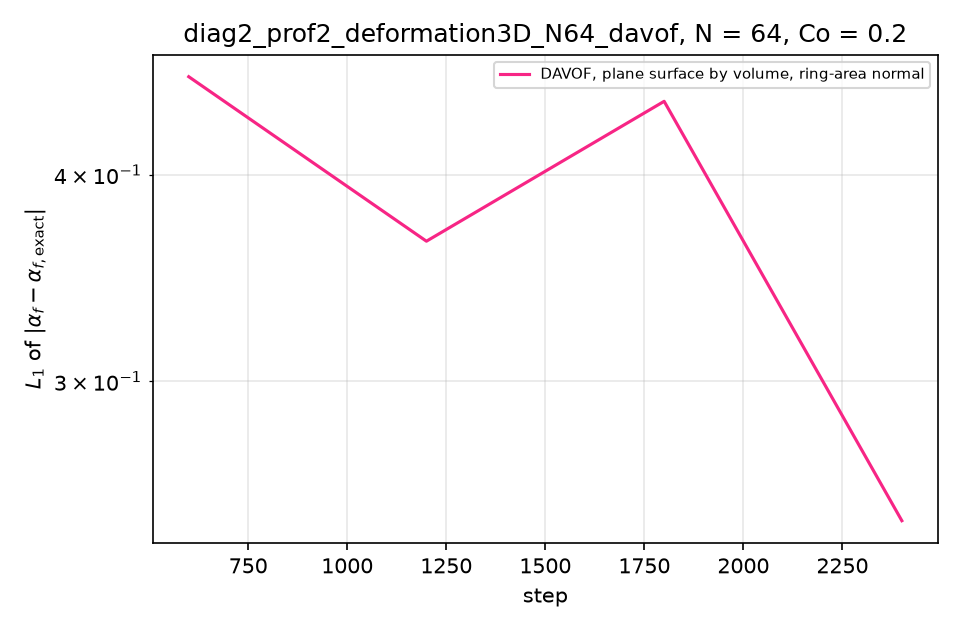 diag2_prof2_deformation3D_N64_davof, N = 64, Co = 0.2
DAVOF, plane surface by volume, ring-area normal
L₁ of |α_f − α_{f,exact}|
4 × 10⁻¹
3 × 10⁻¹
750 1000 1250 1500 1750 2000 2250
step